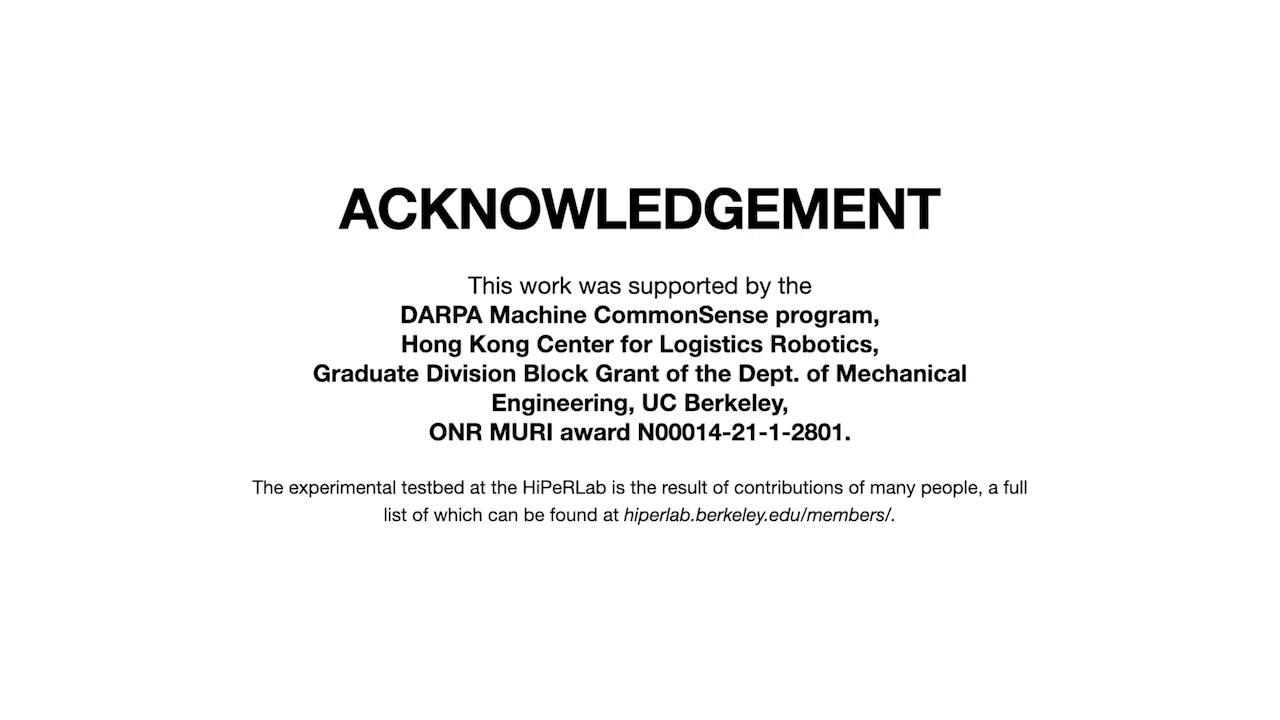 ACKNOWLEDGEMENT
This work was supported by the
DARPA Machine CommonSense program,
Hong Kong Center for Logistics Robotics,
Graduate Division Block Grant of the Dept. of Mechanical
Engineering, UC Berkeley,
ONR MURI award N00014-21-1-2801.
The experimental testbed at the HiPeRLab is the result of contributions of many people, a full
list of which can be found at hiperlab.berkeley.edu/members/.